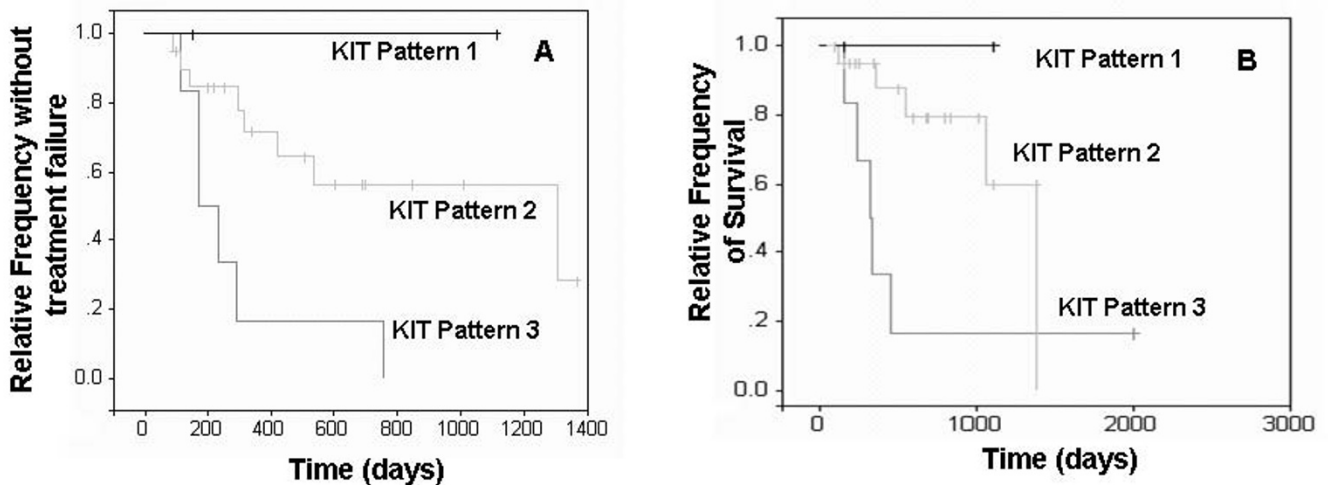 Relative Frequency without
treatment failure
1.0
.8
.6
.4
.2
0.0
A
KIT Pattern 1
KIT Pattern 2
KIT Pattern 3
0 200 400 600 800 1000 1200 1400
Time (days)
Relative Frequency
of Survival
1.0
.8
.6
.4
.2
0.0
B
KIT Pattern 1
KIT Pattern 2
KIT Pattern 3
0 1000 2000 3000
Time (days)